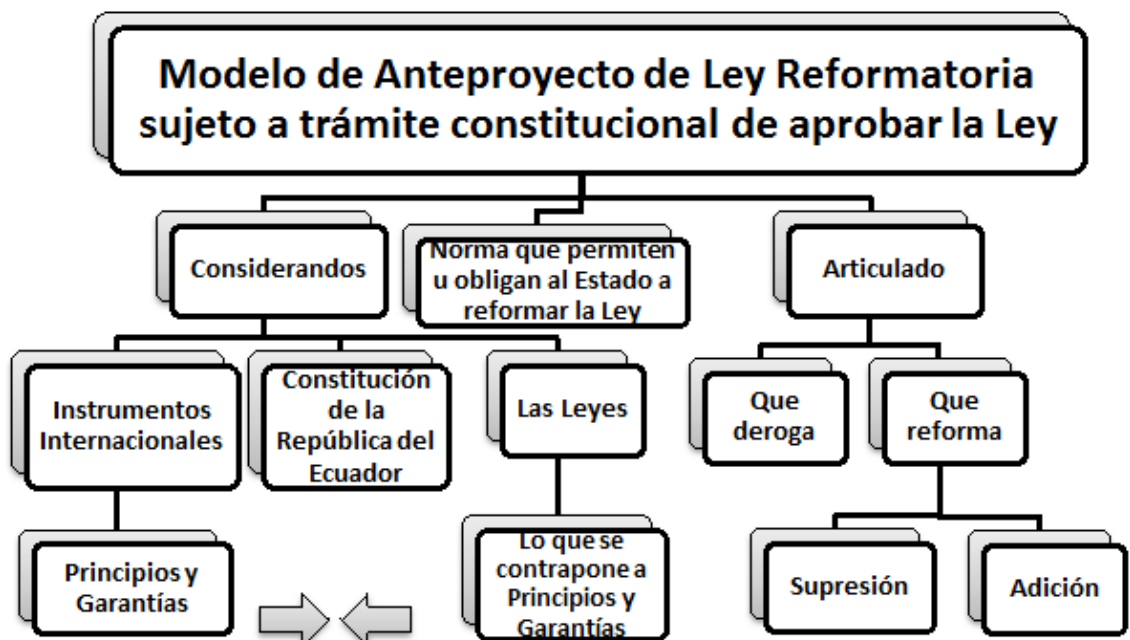 Modelo de Anteproyecto de Ley Reformatoria
sujeto a trámite constitucional de aprobar la Ley
Considerandos
Norma que permiten
u obligan al Estado a
reformar la Ley
Articulado
Instrumentos
Internacionales
Constitución
de la
República del
Ecuador
Las Leyes
Que
deroga
Que
reforma
Principios y
Garantías
Lo que se
contrapone a
Principios y
Garantías
Supresión
Adición